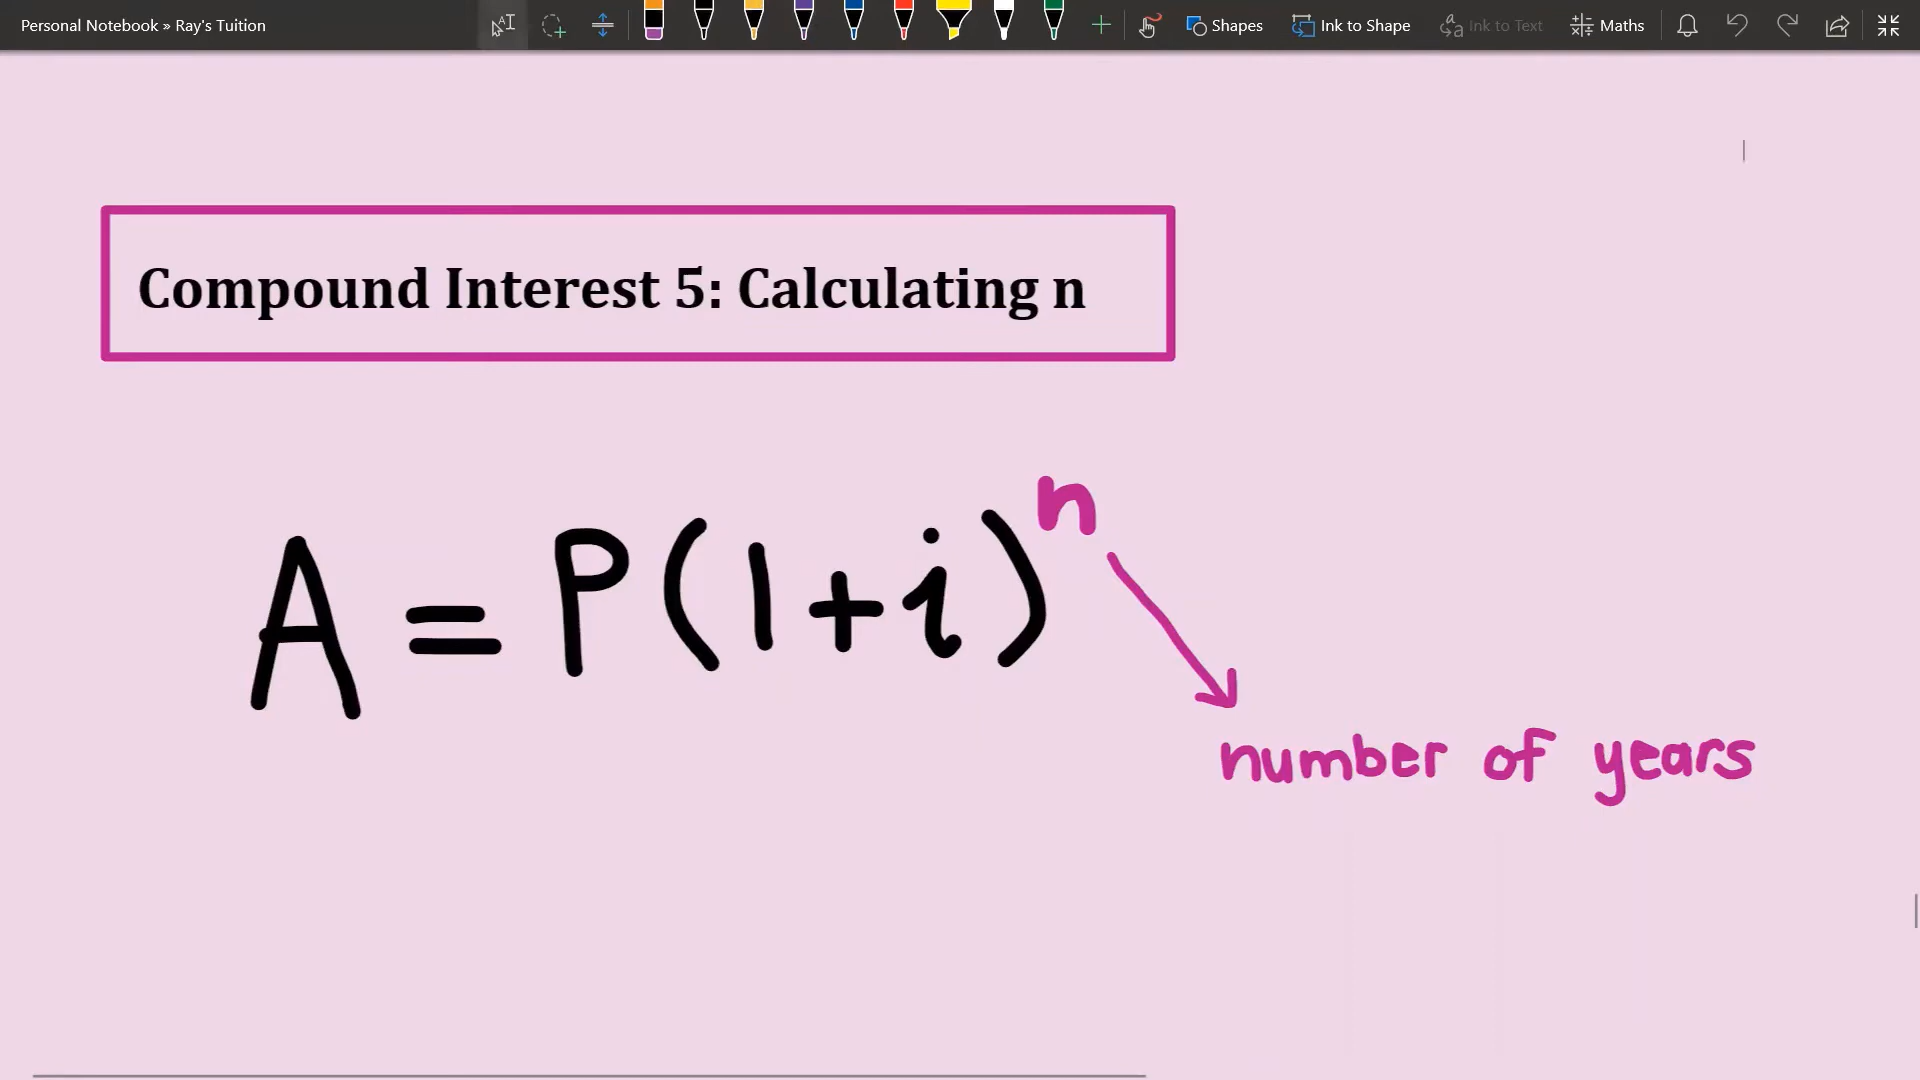 Personal Notebook » Ray's Tuition
Shapes
Ink to Shape
Ink to Text
Maths
Compound Interest 5: Calculating n
A = P(1+i)^n
number of years